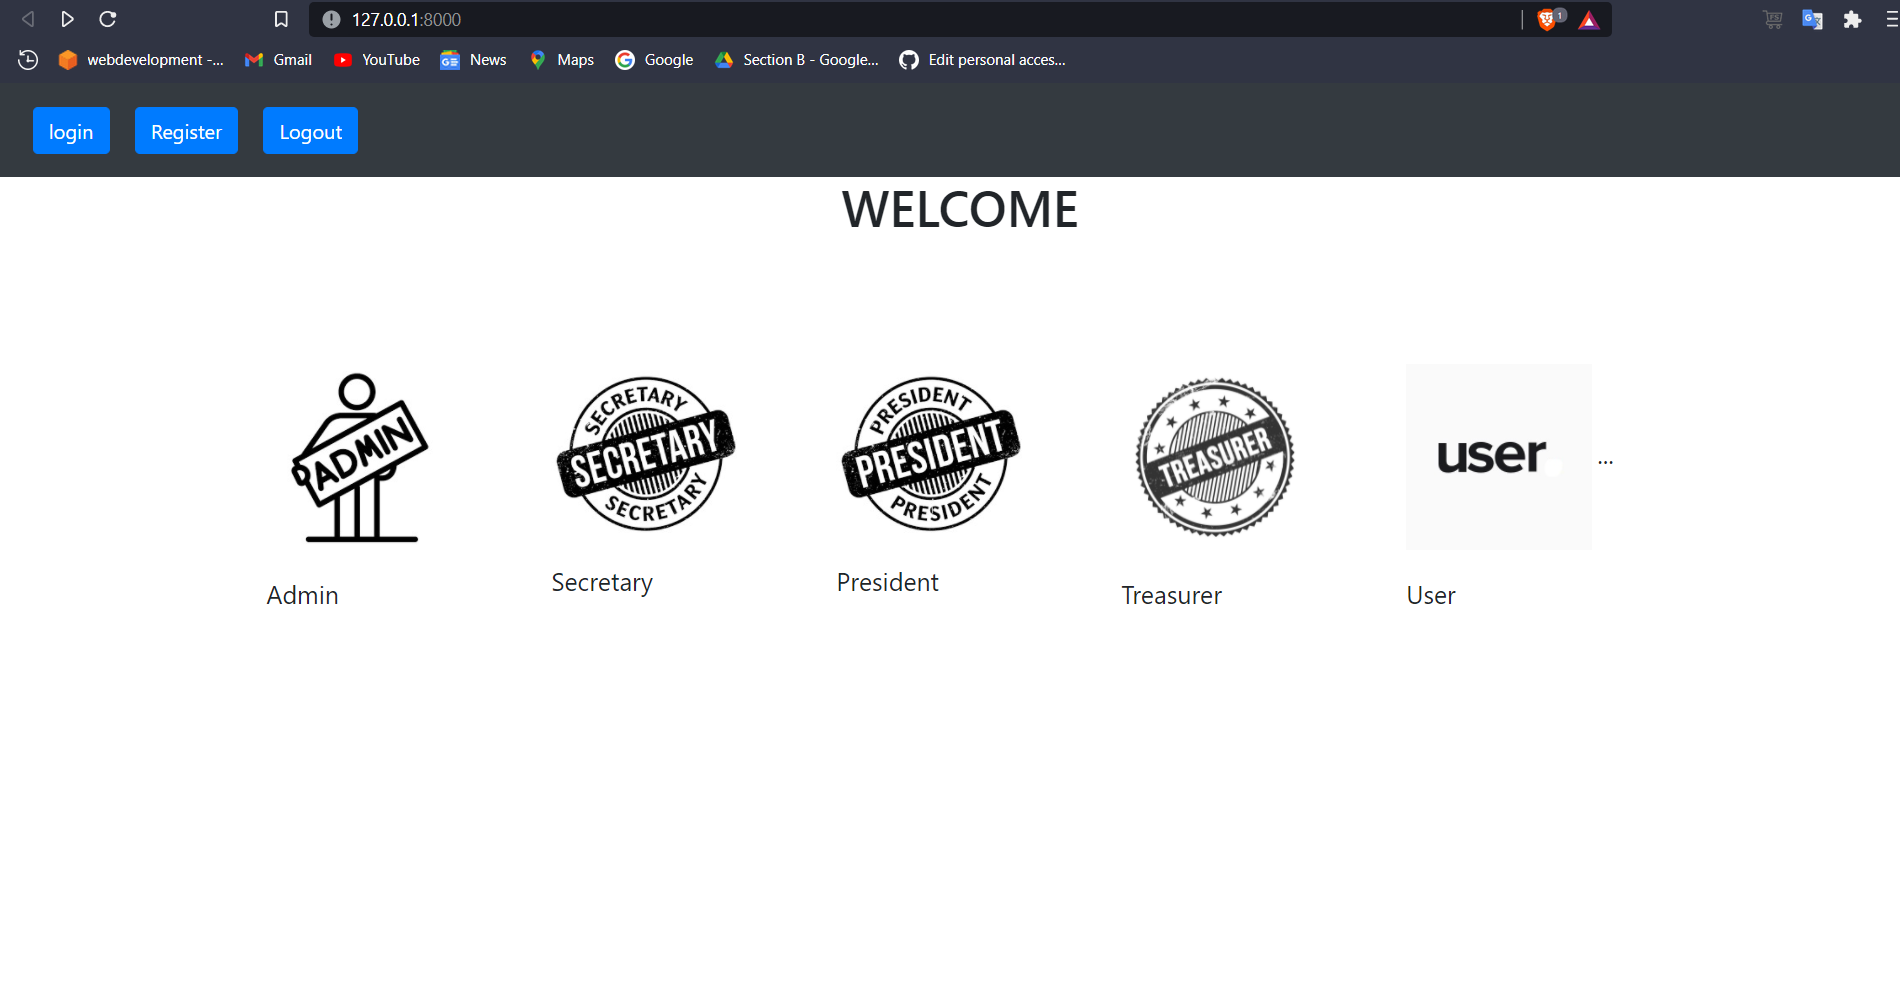 127.0.0.1:8000
1
webdevelopment -... Gmail YouTube News Maps Google Section B - Google... Edit personal acces...
login Register Logout
WELCOME
ADMIN
SECRETARY
SECRETARY
SECRETARY
PRESIDENT
PRESIDENT
PRESIDENT
TREASURER
user.
...
Admin
Secretary
President
Treasurer
User